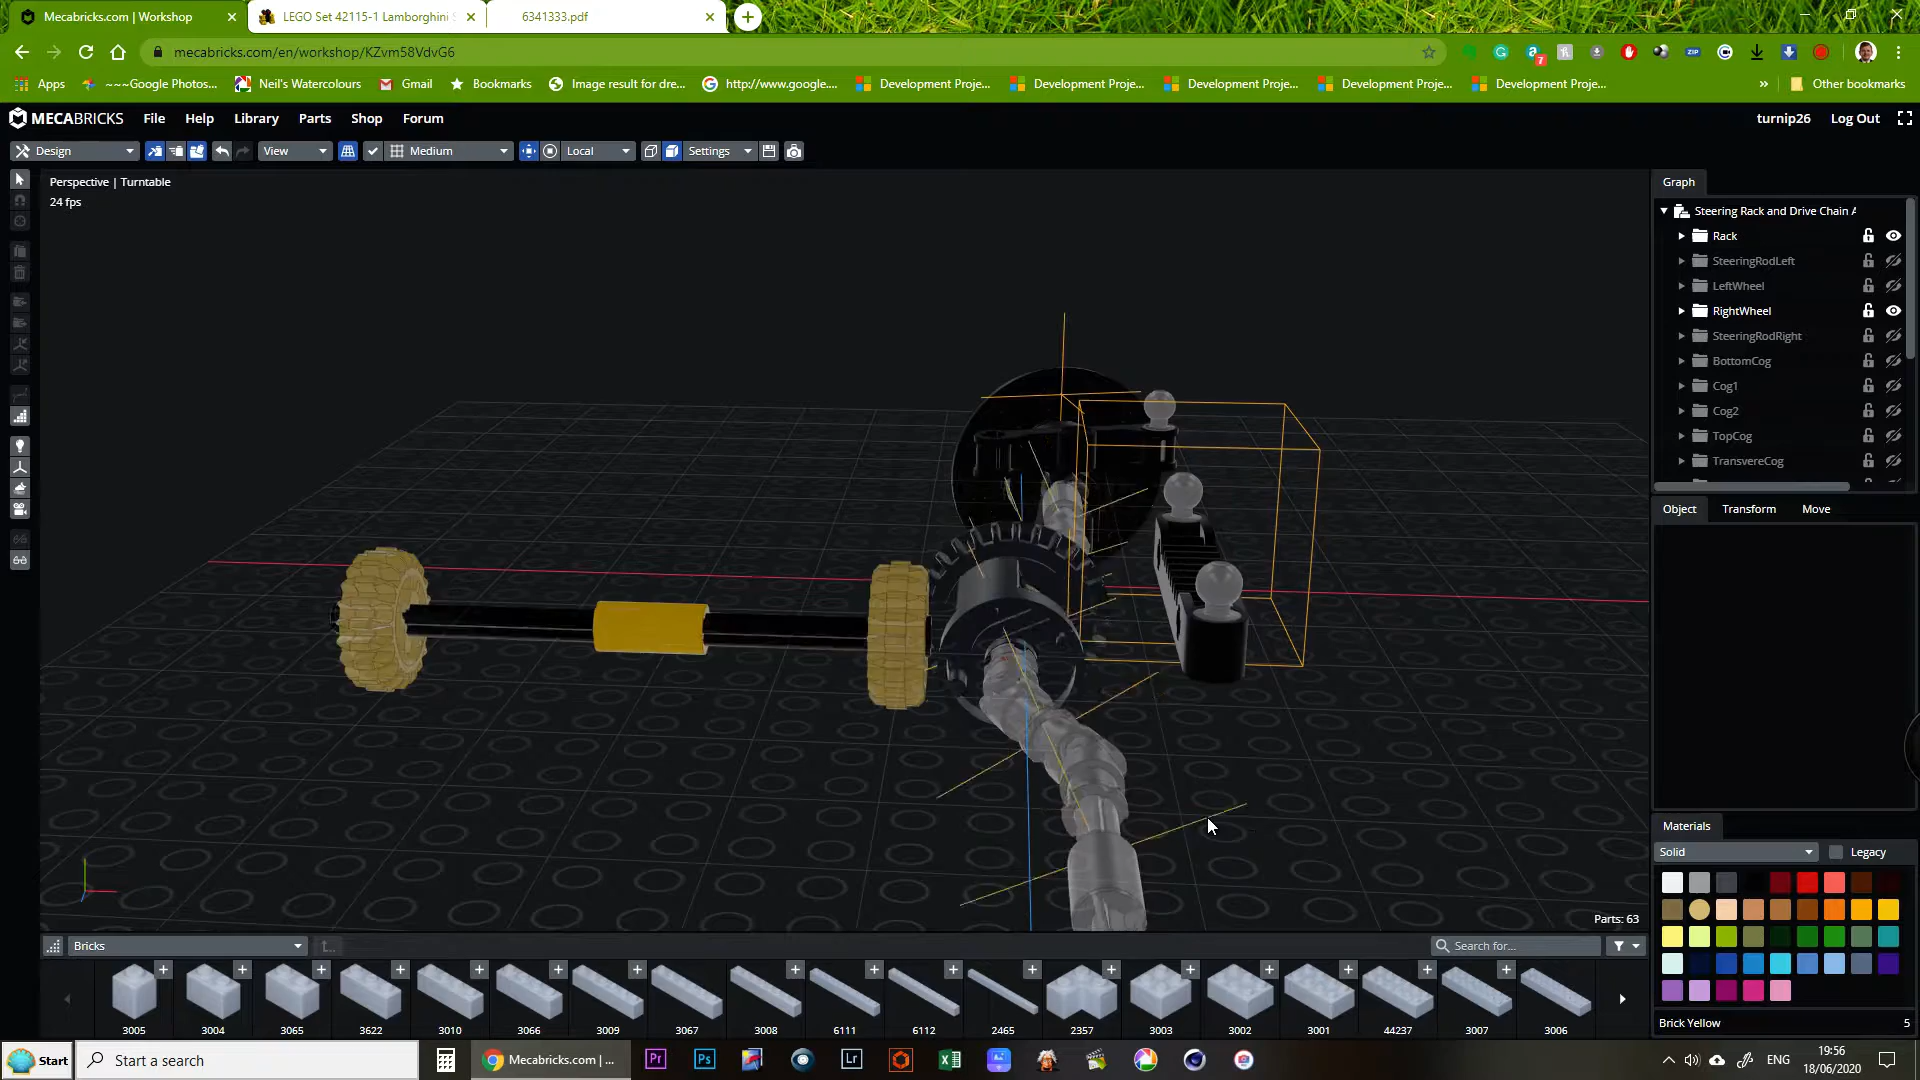 Mecabricks.com | Workshop
LEGO Set 42115-1 Lamborghini S
6341333.pdf
mecabricks.com/en/workshop/KZvm58VdvG6
Apps
~~~Google Photos...
Neil's Watercolours
Gmail
Bookmarks
Image result for dre...
http://www.google....
Development Proje...
Development Proje...
Development Proje...
Development Proje...
Development Proje...
»
Other bookmarks
MECABRICKS
File
Help
Library
Parts
Shop
Forum
turnip26
Log Out
Design
View
Medium
Local
Settings
Perspective | Turntable
24 fps
Graph
Steering Rack and Drive Chain A
Rack
SteeringRodLeft
LeftWheel
RightWheel
SteeringRodRight
BottomCog
Cog1
Cog2
TopCog
TransvereCog
Object
Transform
Move
Materials
Solid
Legacy
Parts: 63
Bricks
Search for...
3005
3004
3065
3622
3010
3066
3009
3067
3008
6111
6112
2465
2357
3003
3002
3001
44237
3007
3006
Brick Yellow
5
Start
Start a search
Mecabricks.com | ...
Pr
Ps
Lr
ENG
19:56
18/06/2020